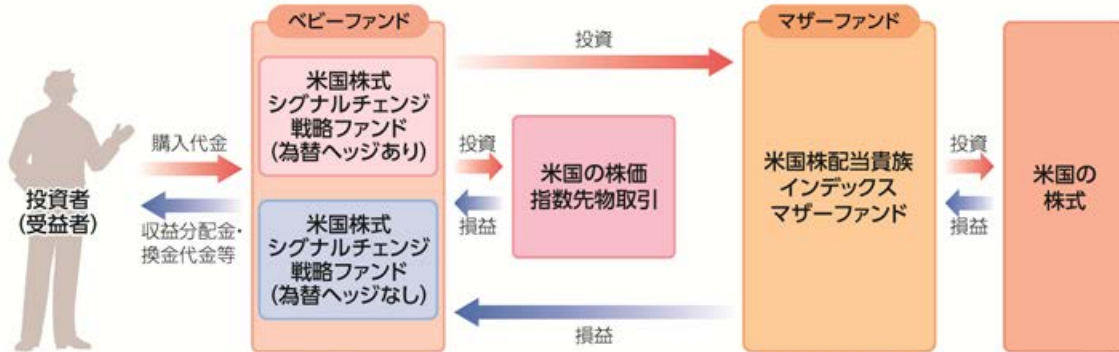 投資者
(受益者)
購入代金
収益分配金・
換金代金等
ベビーファンド
米国株式
シグナルチェンジ
戦略ファンド
(為替ヘッジあり)
米国株式
シグナルチェンジ
戦略ファンド
(為替ヘッジなし)
投資
投資
損益
米国の株価
指数先物取引
損益
マザーファンド
米国株配当貴族
インデックス
マザーファンド
投資
損益
米国の
株式